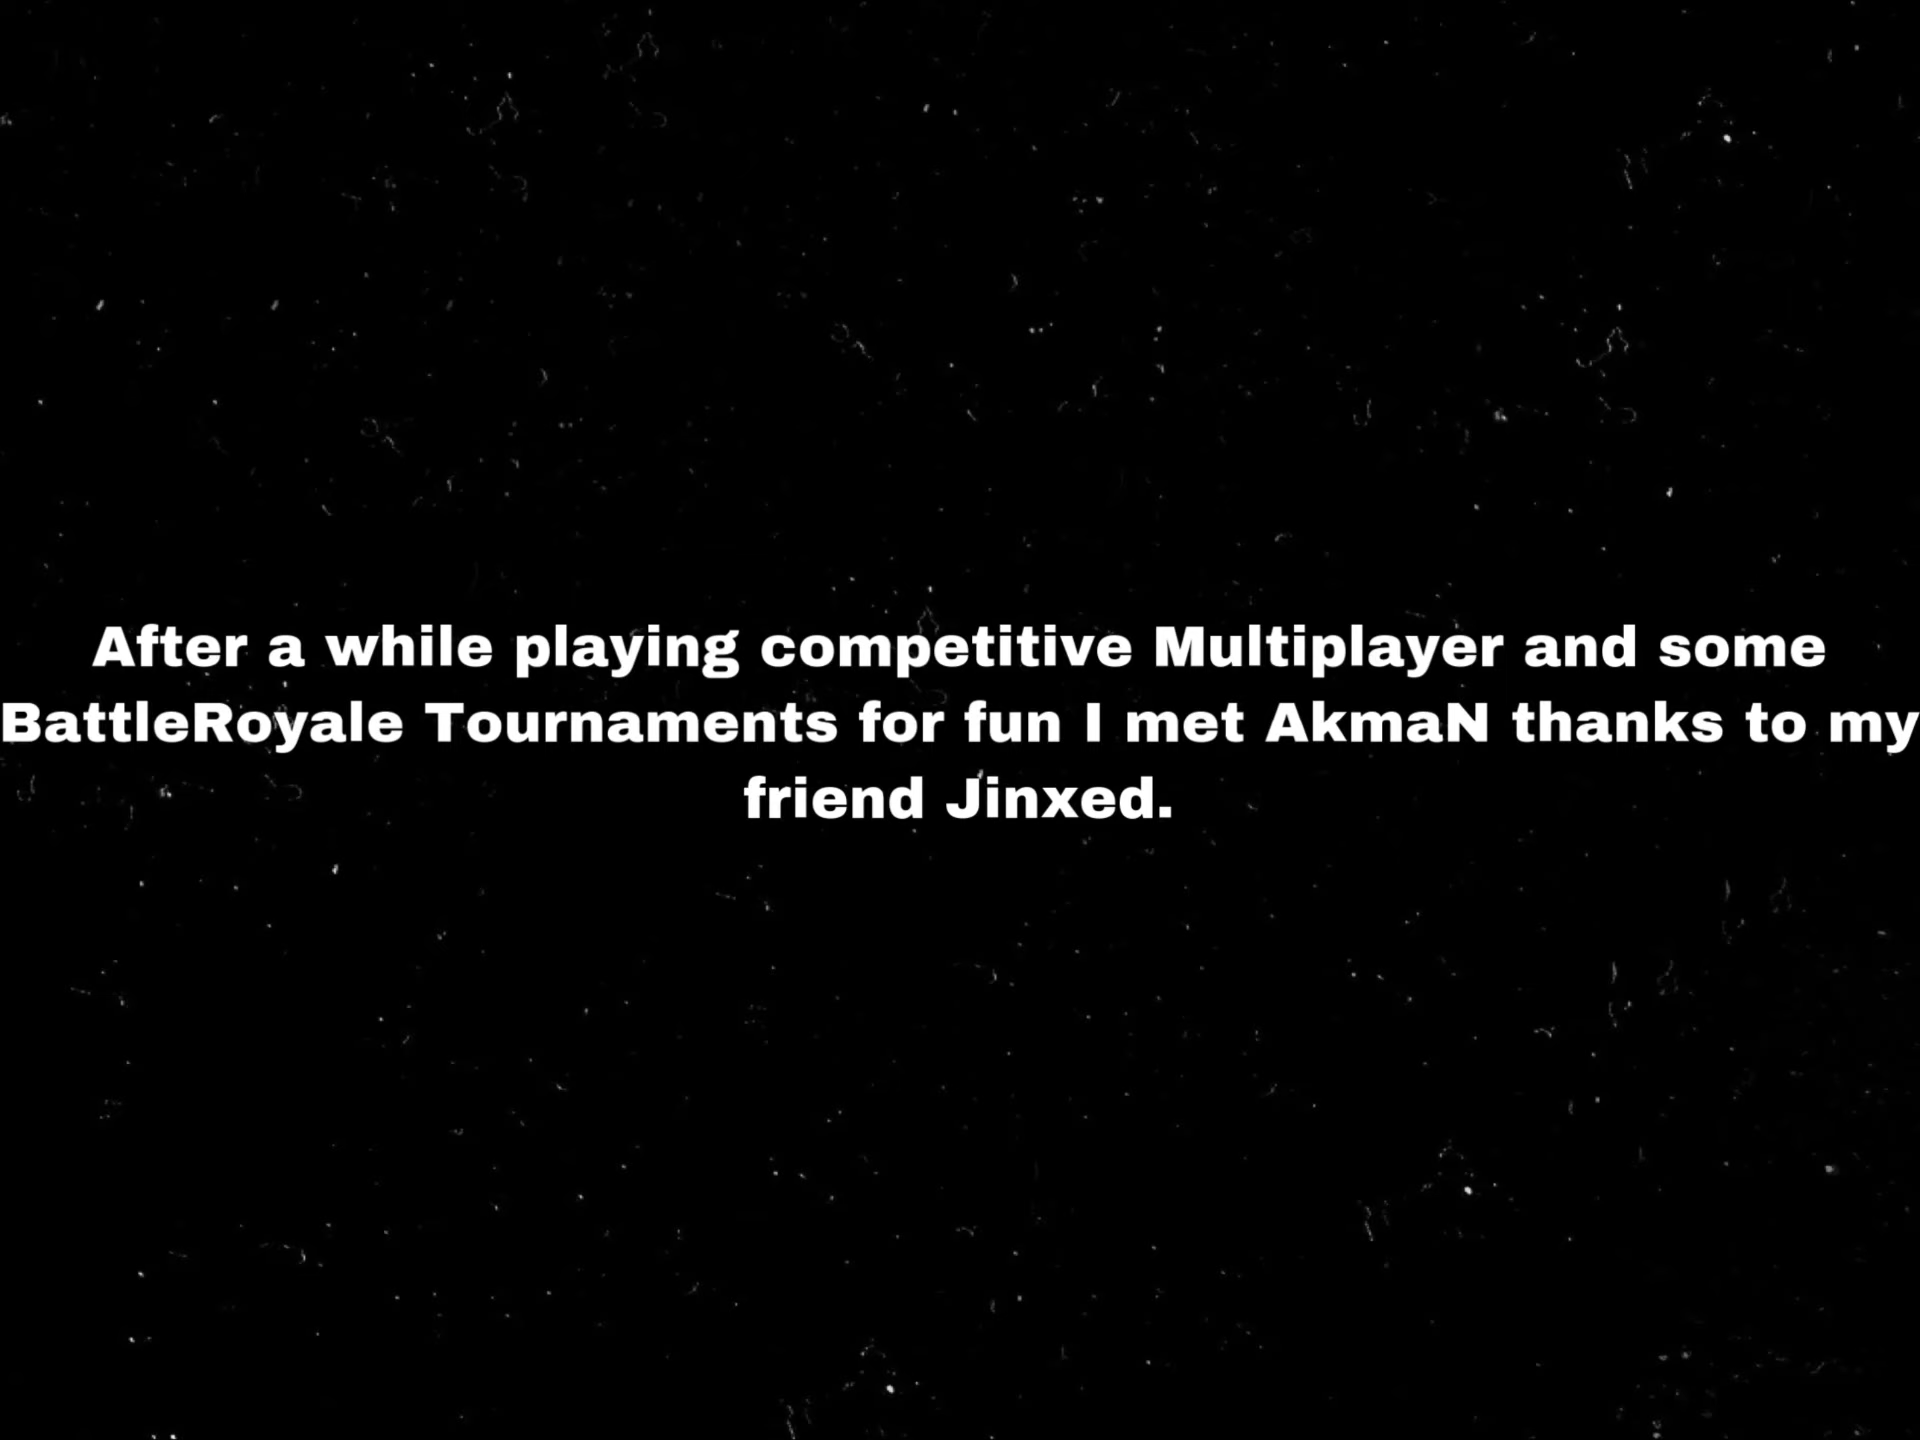 After a while playing competitive Multiplayer and some
BattleRoyale Tournaments for fun I met AkmaN thanks to my
friend Jinxed.